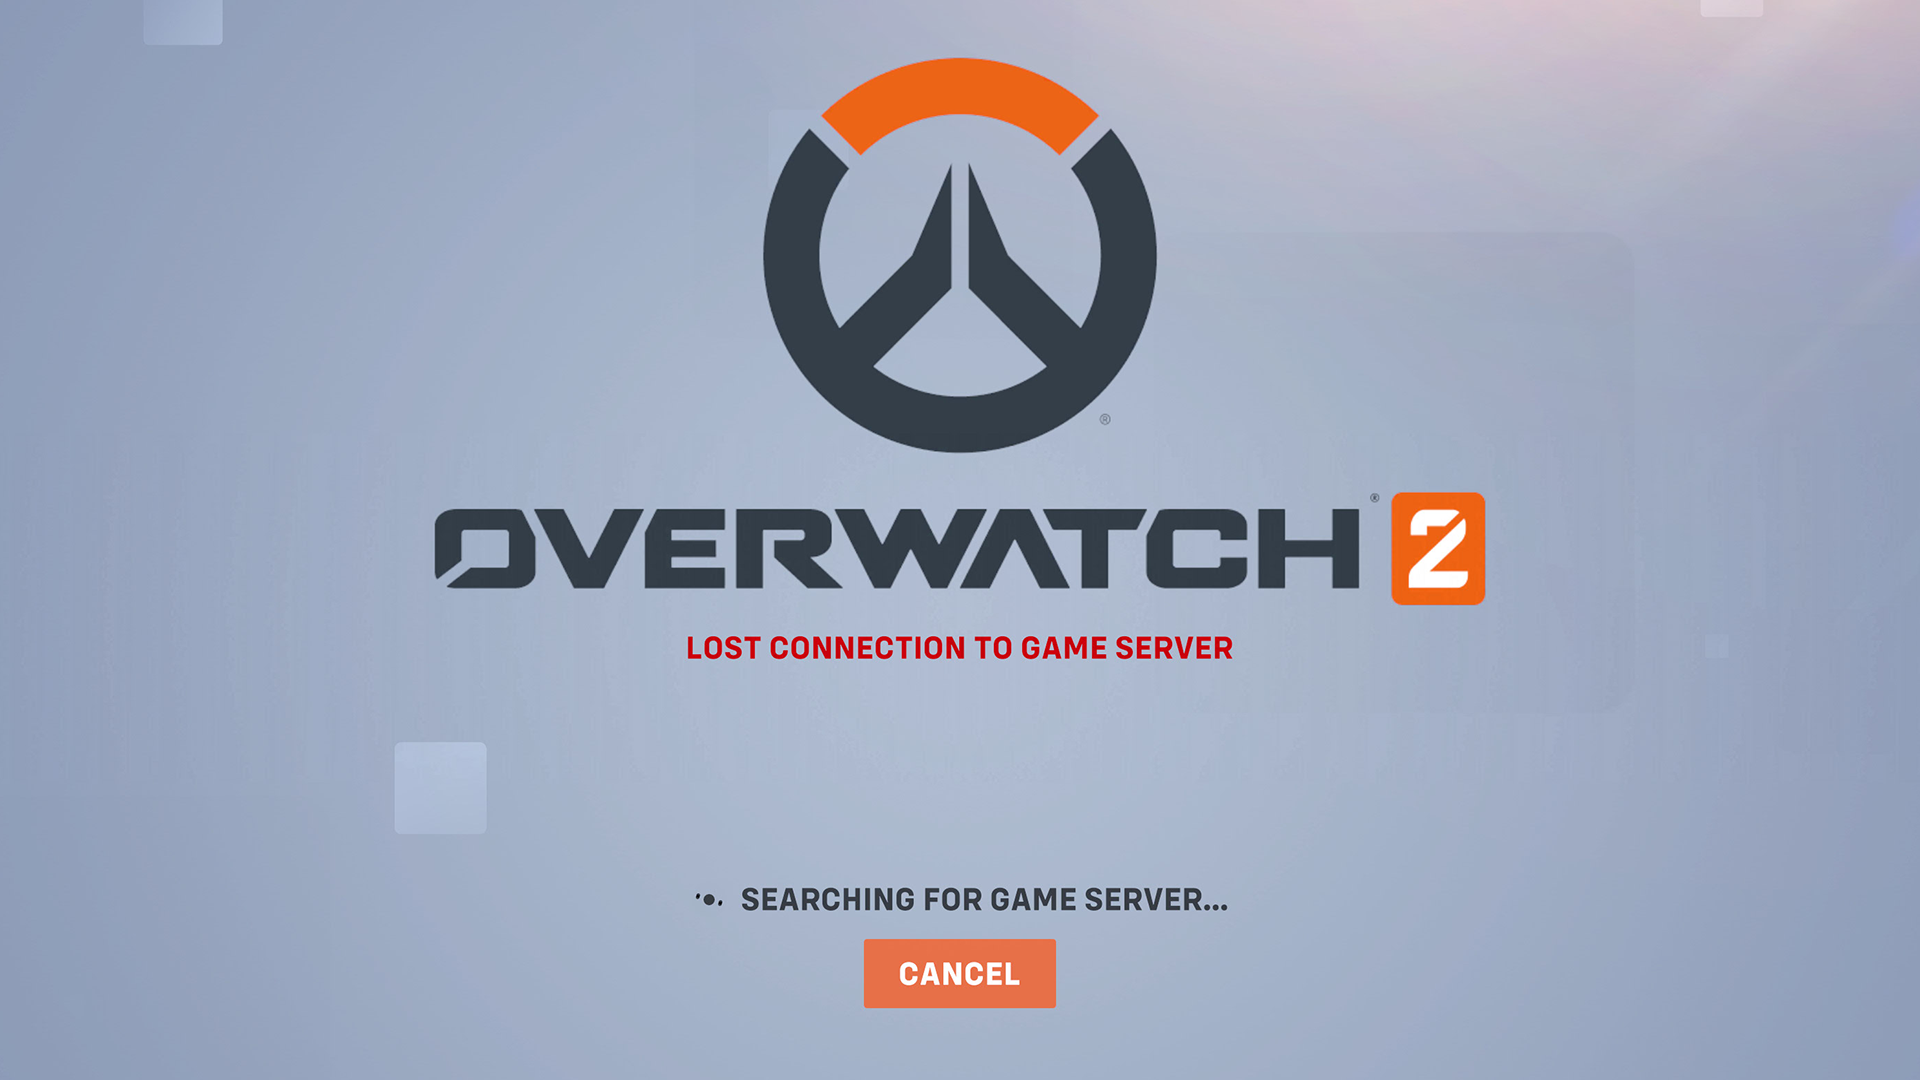 ®
OVERWATCH® 2
LOST CONNECTION TO GAME SERVER
SEARCHING FOR GAME SERVER...
CANCEL